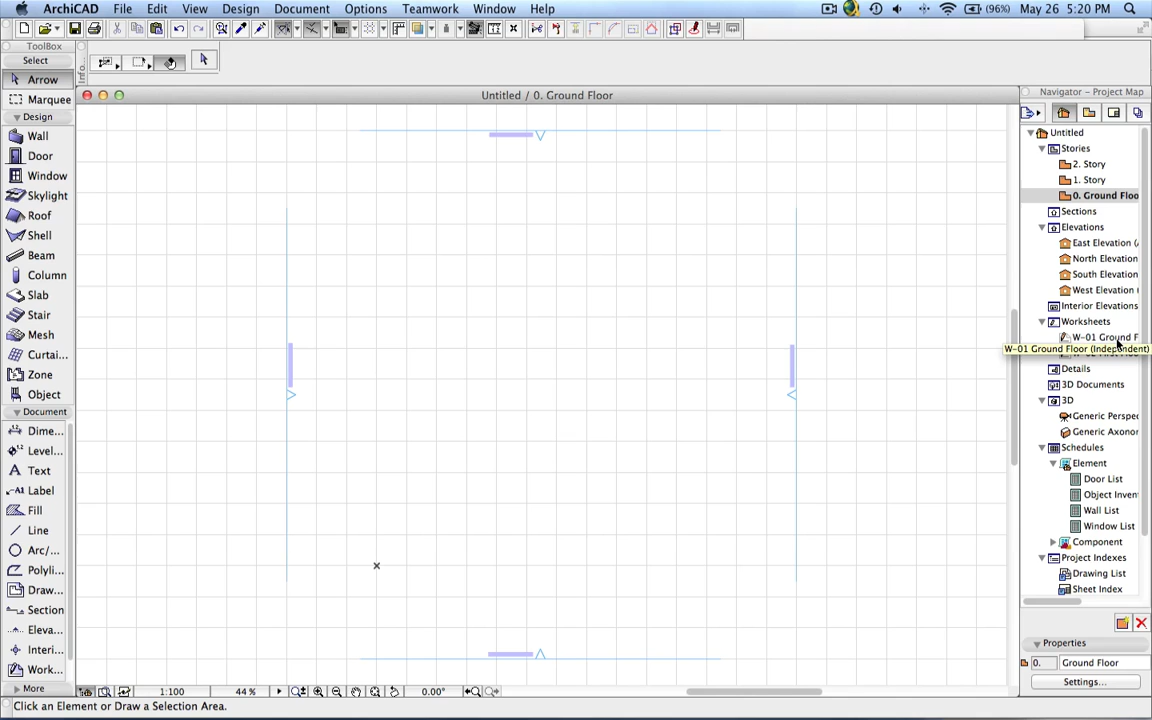 ArchiCAD File Edit View Design Document Options Teamwork Window Help (96%) May 26 5:20 PM
ToolBox
Select
Arrow
Marquee
Design
Wall
Door
Window
Skylight
Roof
Shell
Beam
Column
Slab
Stair
Mesh
Curtai...
Zone
Object
Document
Dime...
Level...
Text
Label
Fill
Line
Arc/...
Polyli...
Draw...
Section
Eleva...
Interi...
Work...
More
Untitled / 0. Ground Floor
1:100
44 %
0.00°
Click an Element or Draw a Selection Area.
Navigator - Project Map
Untitled
Stories
2. Story
1. Story
0. Ground Floo
Sections
Elevations
East Elevation (
North Elevation
South Elevation
West Elevation
Interior Elevations
Worksheets
W-01 Ground F
W-01 Ground Floor (Independent)
Details
3D Documents
3D
Generic Perspe
Generic Axonor
Schedules
Element
Door List
Object Inven
Wall List
Window List
Component
Project Indexes
Drawing List
Sheet Index
Properties
0. Ground Floor
Settings...